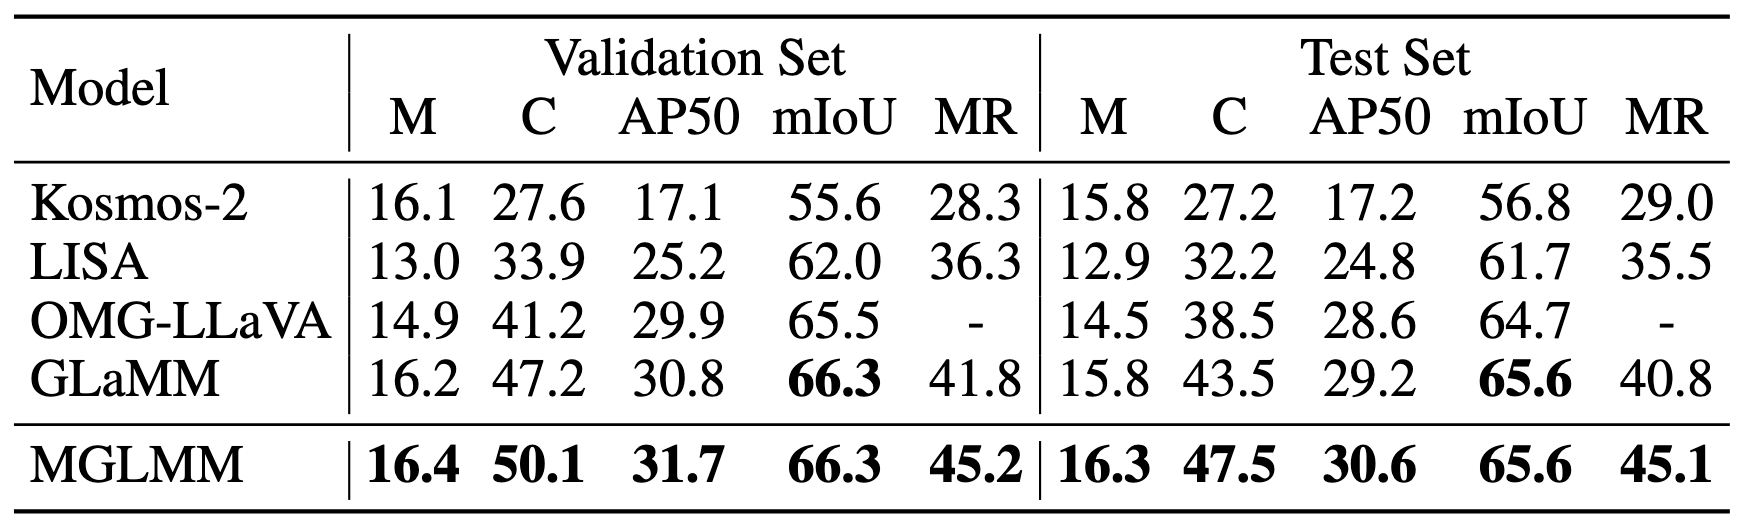 Model Validation Set Test Set
M C AP50 mIoU MR M C AP50 mIoU MR
Kosmos-2 16.1 27.6 17.1 55.6 28.3 15.8 27.2 17.2 56.8 29.0
LISA 13.0 33.9 25.2 62.0 36.3 12.9 32.2 24.8 61.7 35.5
OMG-LLaVA 14.9 41.2 29.9 65.5 - 14.5 38.5 28.6 64.7 -
GLaMM 16.2 47.2 30.8 66.3 41.8 15.8 43.5 29.2 65.6 40.8
MGLMM 16.4 50.1 31.7 66.3 45.2 16.3 47.5 30.6 65.6 45.1